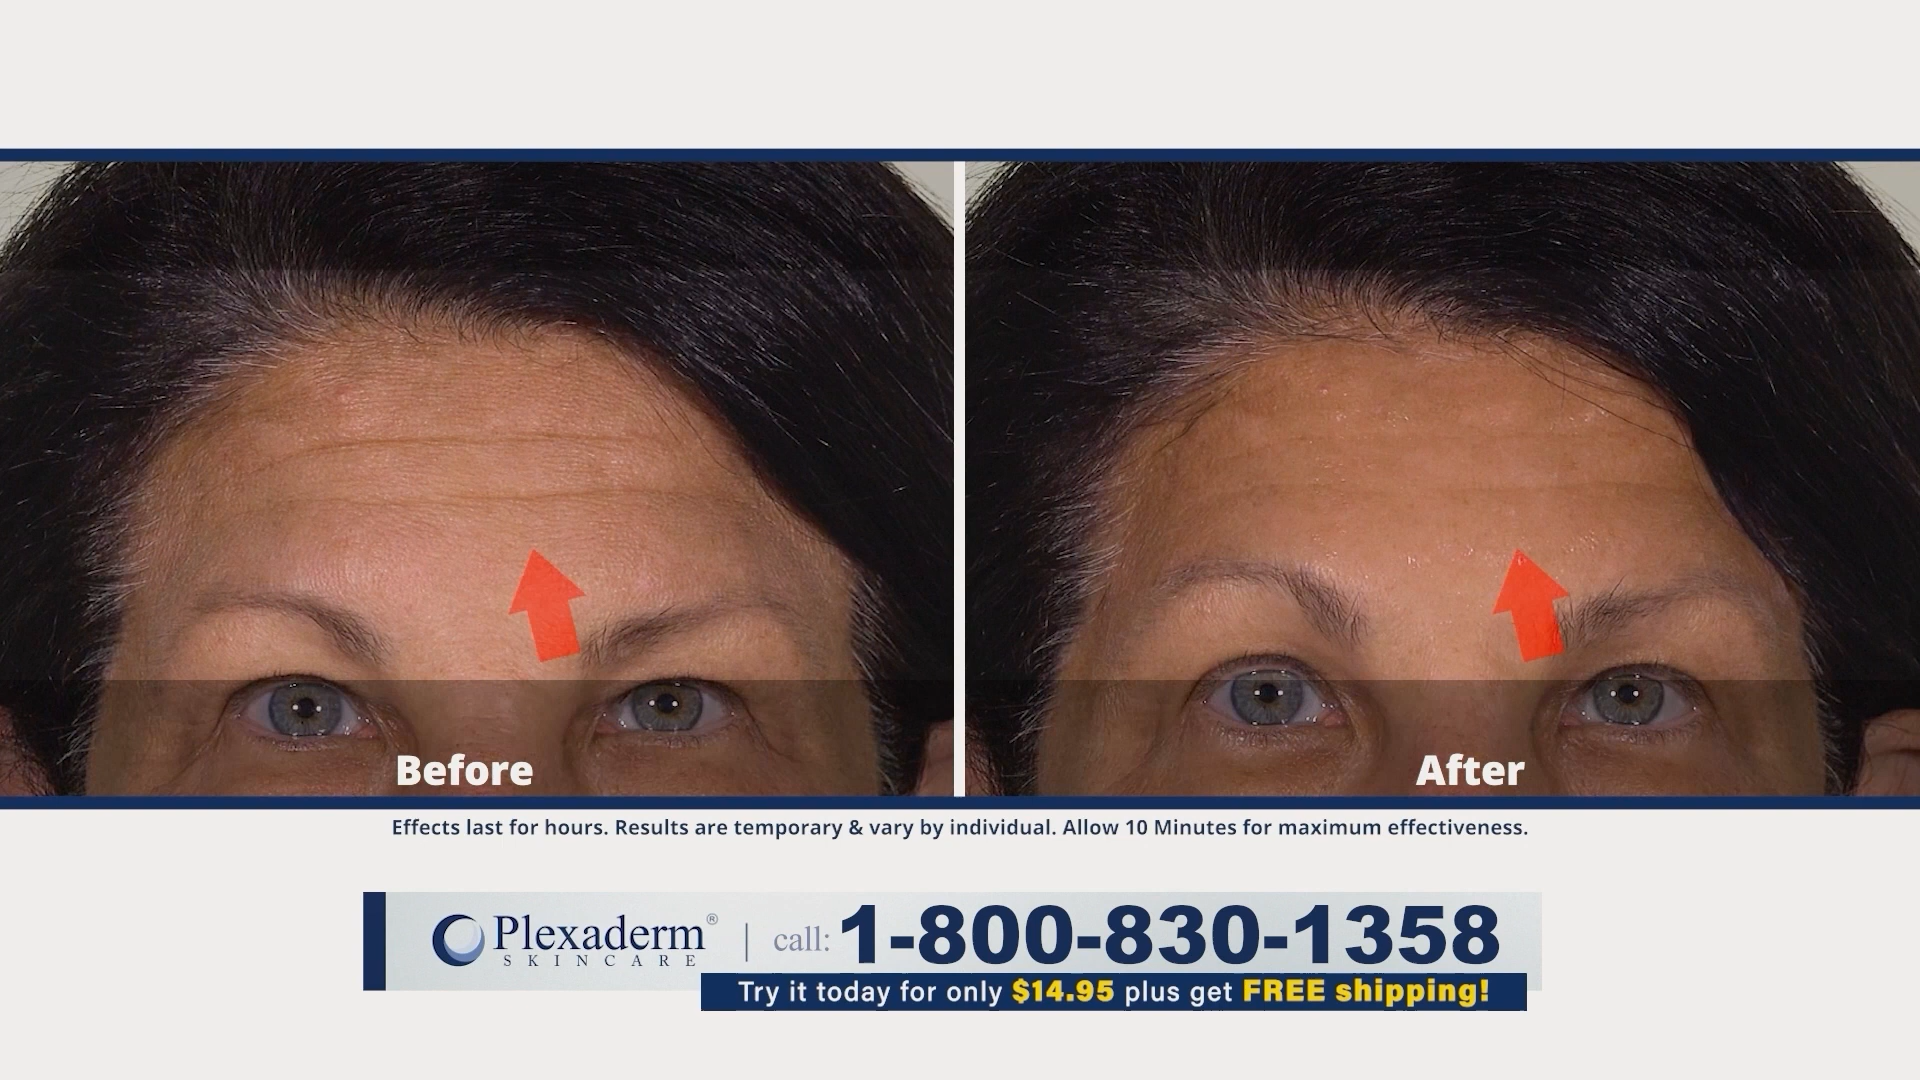 Before
After
Effects last for hours. Results are temporary & vary by individual. Allow 10 Minutes for maximum effectiveness.
Plexaderm® | call: 1-800-830-1358
SKINCARE
Try it today for only $14.95 plus get FREE shipping!